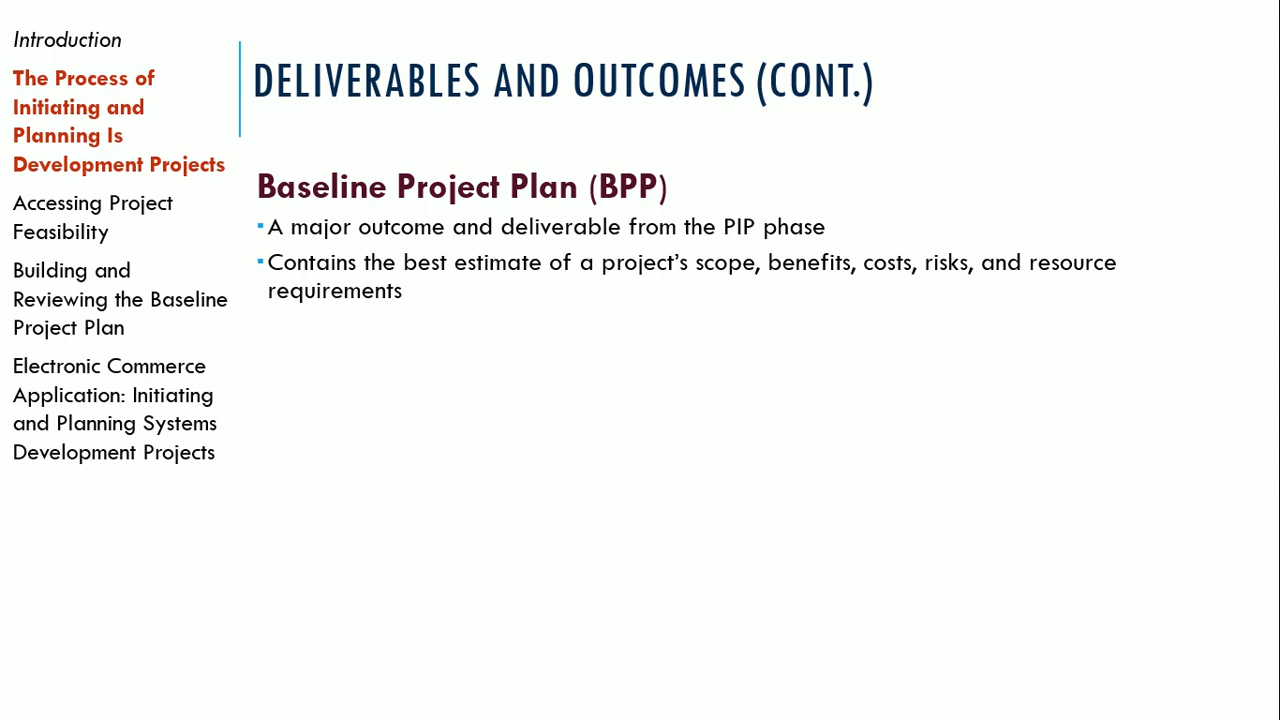 Introduction
The Process of
Initiating and
Planning Is
Development Projects
Accessing Project
Feasibility
Building and
Reviewing the Baseline
Project Plan
Electronic Commerce
Application: Initiating
and Planning Systems
Development Projects
DELIVERABLES AND OUTCOMES (CONT.)
Baseline Project Plan (BPP)
▪A major outcome and deliverable from the PIP phase
▪Contains the best estimate of a project’s scope, benefits, costs, risks, and resource
requirements